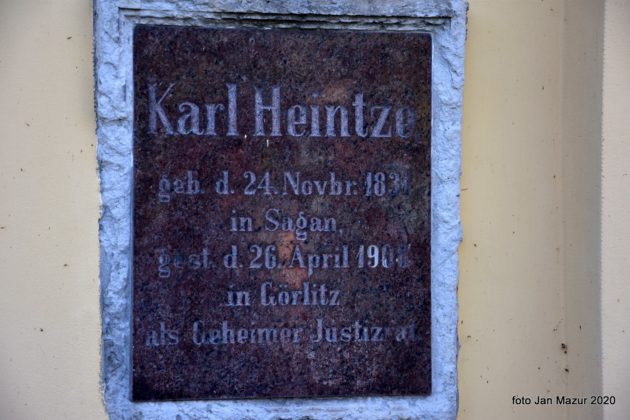 Karl Heintze
geb. d. 24. Novbr.
in Sagan,
gest. d. 26. April
in Görlitz
als Geheimer Justizrat.
foto Jan Mazur 2020